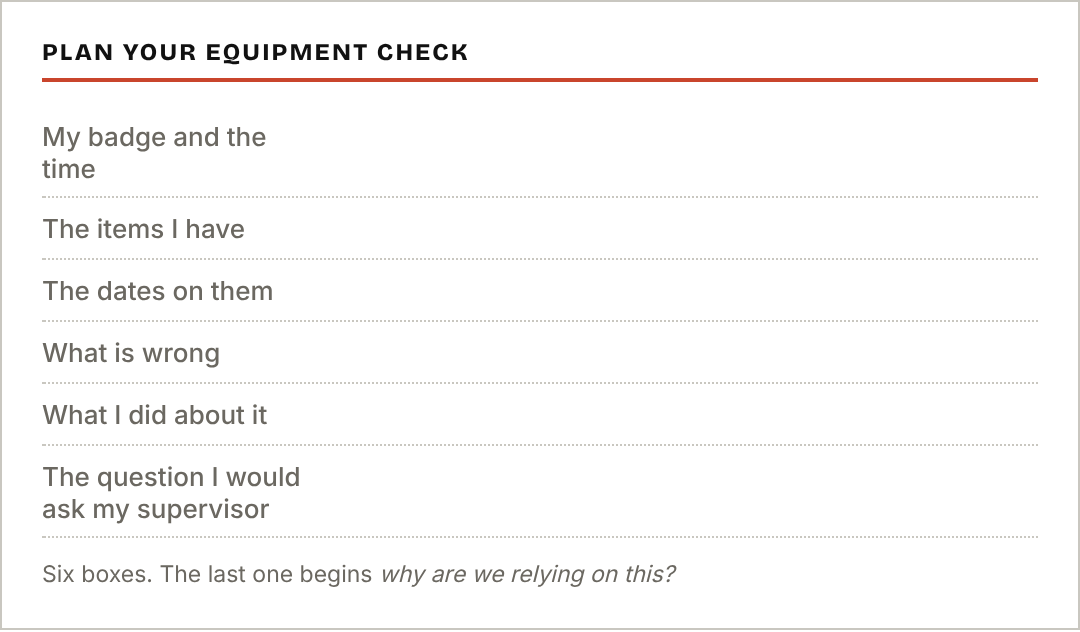 PLAN YOUR EQUIPMENT CHECK
My badge and the
time
The items I have
The dates on them
What is wrong
What I did about it
The question I would
ask my supervisor
Six boxes. The last one begins why are we relying on this?